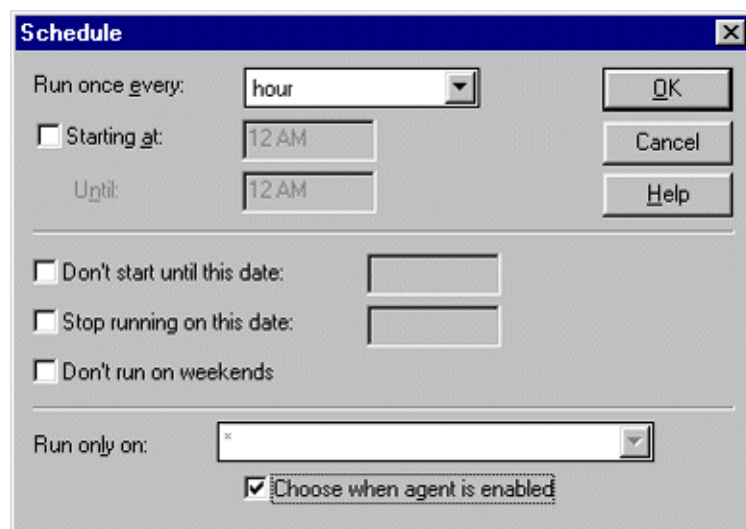 Schedule
Run once every: hour OK
Starting at: 12 AM Cancel
Until: 12 AM Help
Don't start until this date:
Stop running on this date:
Don't run on weekends
Run only on: *
Choose when agent is enabled